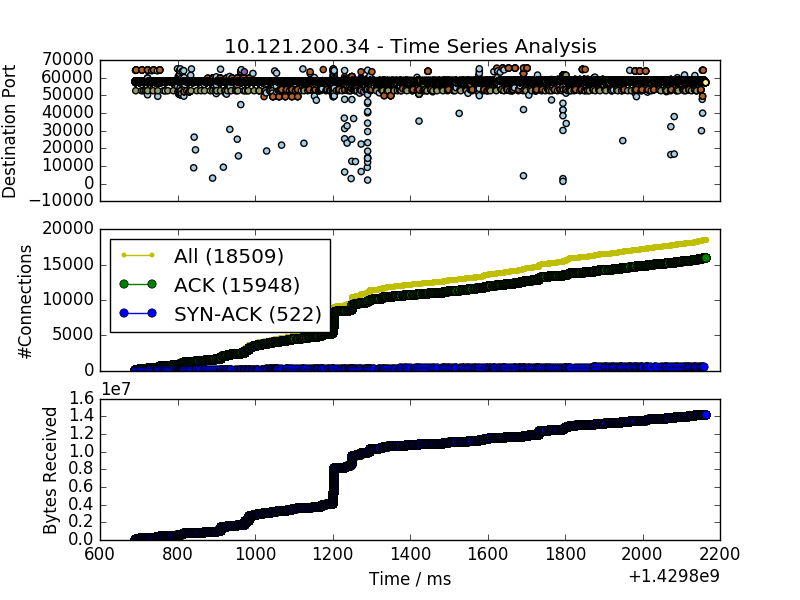 10.121.200.34 - Time Series Analysis
70000
60000
50000
40000
30000
20000
10000
0
−10000
Destination Port
20000
15000
10000
5000
0
#Connections
All (18509)
ACK (15948)
SYN-ACK (522)
1e7
1.6
1.4
1.2
1.0
0.8
0.6
0.4
0.2
0.0
Bytes Received
600 800 1000 1200 1400 1600 1800 2000 2200
Time / ms
+1.4298e9